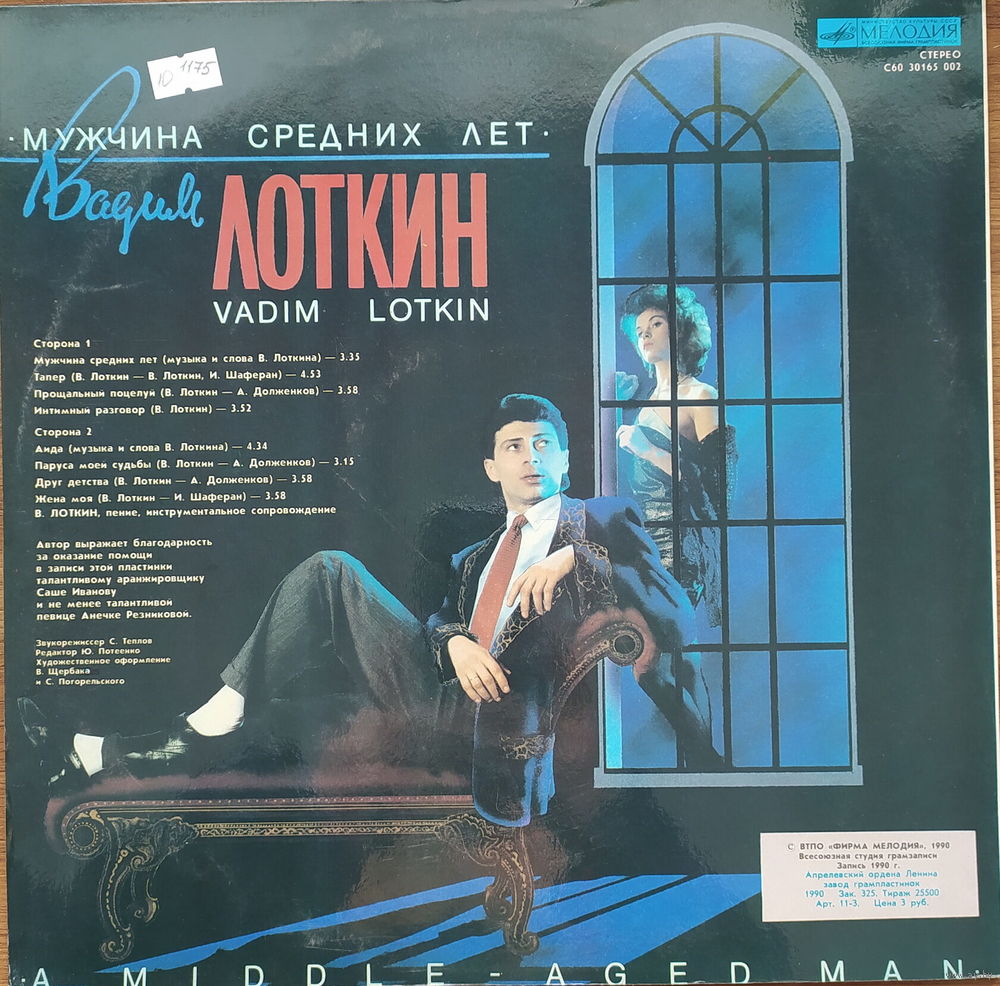 МИНИСТЕРСТВО КУЛЬТУРЫ СССР
МЕЛОДИЯ
ВСЕСОЮЗНАЯ ФИРМА ГРАМПЛАСТИНОК
СТЕРЕО
С60 30165 002
10 1175
·МУЖЧИНА СРЕДНИХ ЛЕТ·
Вадим
ЛОТКИН
VADIM LOTKIN
Сторона 1
Мужчина средних лет (музыка и слова В. Лоткина) — 3.35
Тапер (В. Лоткин — В. Лоткин, И. Шаферан) — 4.53
Прощальный поцелуй (В. Лоткин — А. Долженков) — 3.58
Интимный разговор (В. Лоткин) — 3.52
Сторона 2
Аида (музыка и слова В. Лоткина) — 4.34
Паруса моей судьбы (В. Лоткин — А. Долженков) — 3.15
Друг детства (В. Лоткин — А. Долженков) — 3.58
Жена моя (В. Лоткин — И. Шаферан) — 3.58
В. ЛОТКИН, пение, инструментальное сопровождение
Автор выражает благодарность
за оказание помощи
в записи этой пластинки
талантливому аранжировщику
Саше Иванову
и не менее талантливой
певице Анечке Резниковой.
Звукорежиссер С. Теплов
Редактор Ю. Потеенко
Художественное оформление
В. Щербака
и С. Погорельского
© ВТПО «ФИРМА МЕЛОДИЯ», 1990
Всесоюзная студия грамзаписи
Запись 1990 г.
Апрелевский ордена Ленина
завод грампластинок
1990 Зак. 325. Тираж 25500
Арт. 11-3. Цена 3 руб.
·A MIDDLE-AGED MAN·